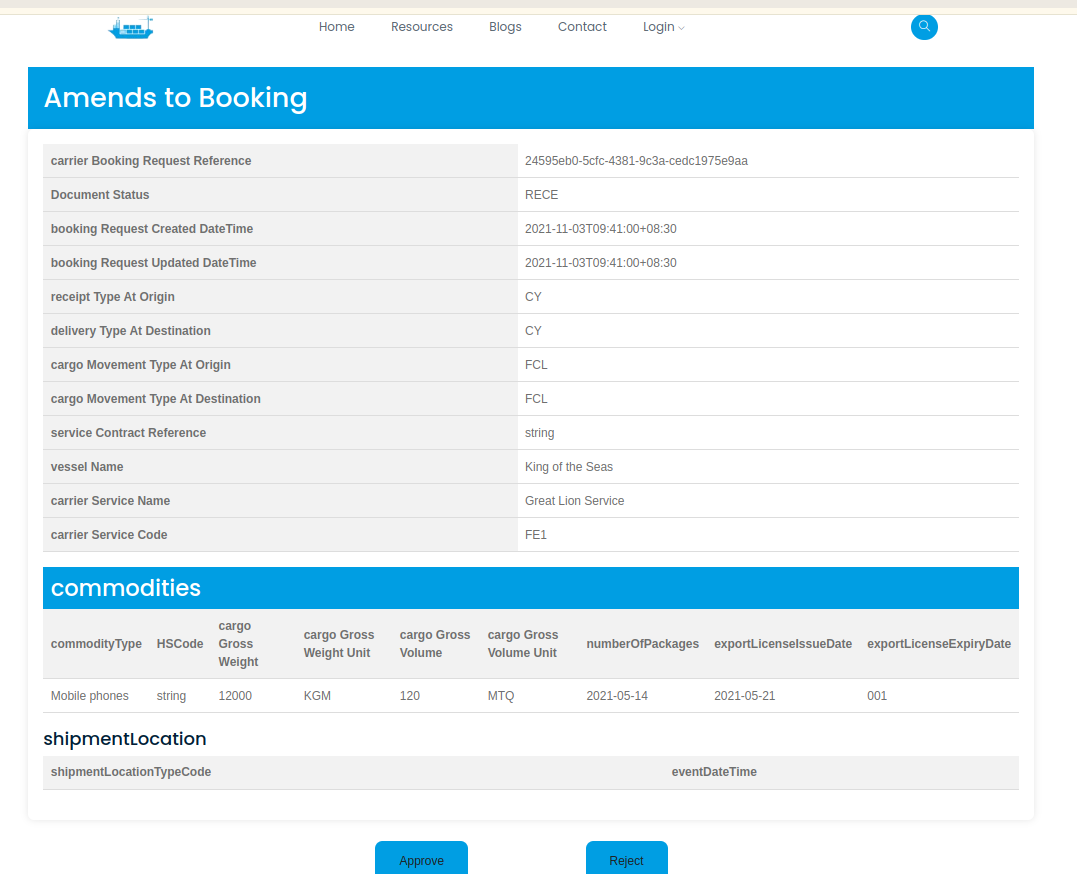 Home Resources Blogs Contact Login
Amends to Booking
carrier Booking Request Reference 24595eb0-5cfc-4381-9c3a-cedc1975e9aa
Document Status RECE
booking Request Created DateTime 2021-11-03T09:41:00+08:30
booking Request Updated DateTime 2021-11-03T09:41:00+08:30
receipt Type At Origin CY
delivery Type At Destination CY
cargo Movement Type At Origin FCL
cargo Movement Type At Destination FCL
service Contract Reference string
vessel Name King of the Seas
carrier Service Name Great Lion Service
carrier Service Code FE1
commodities
commodityType HSCode cargo Gross Weight cargo Gross Weight Unit cargo Gross Volume cargo Gross Volume Unit numberOfPackages exportLicenseIssueDate exportLicenseExpiryDate
Mobile phones string 12000 KGM 120 MTQ 2021-05-14 2021-05-21 001
shipmentLocation
shipmentLocationTypeCode eventDateTime
Approve Reject